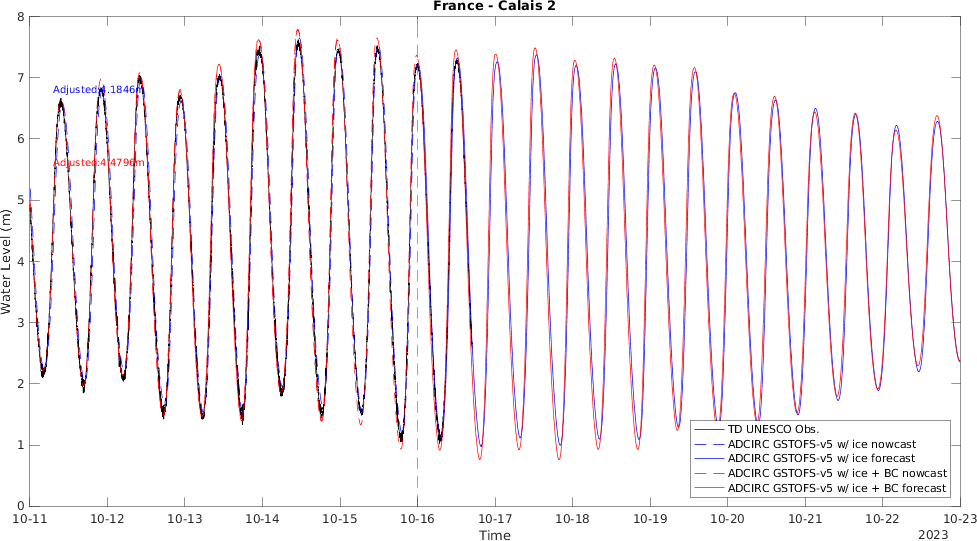 France - Calais 2
8
7
6
5
4
3
2
1
0
Water Level (m)
Adjusted:4.1846m
Adjusted:4.4796m
TD UNESCO Obs.
ADCIRC GSTOFS-v5 w/ ice nowcast
ADCIRC GSTOFS-v5 w/ ice forecast
ADCIRC GSTOFS-v5 w/ ice + BC nowcast
ADCIRC GSTOFS-v5 w/ ice + BC forecast
10-11 10-12 10-13 10-14 10-15 10-16 10-17 10-18 10-19 10-20 10-21 10-22 10-23
Time
2023